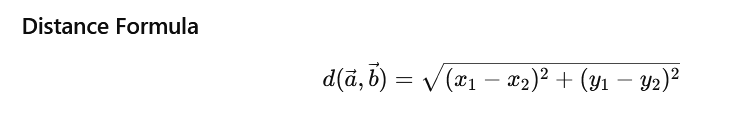 Distance Formula
d(a⃗, b⃗) = √(x₁ − x₂)² + (y₁ − y₂)²